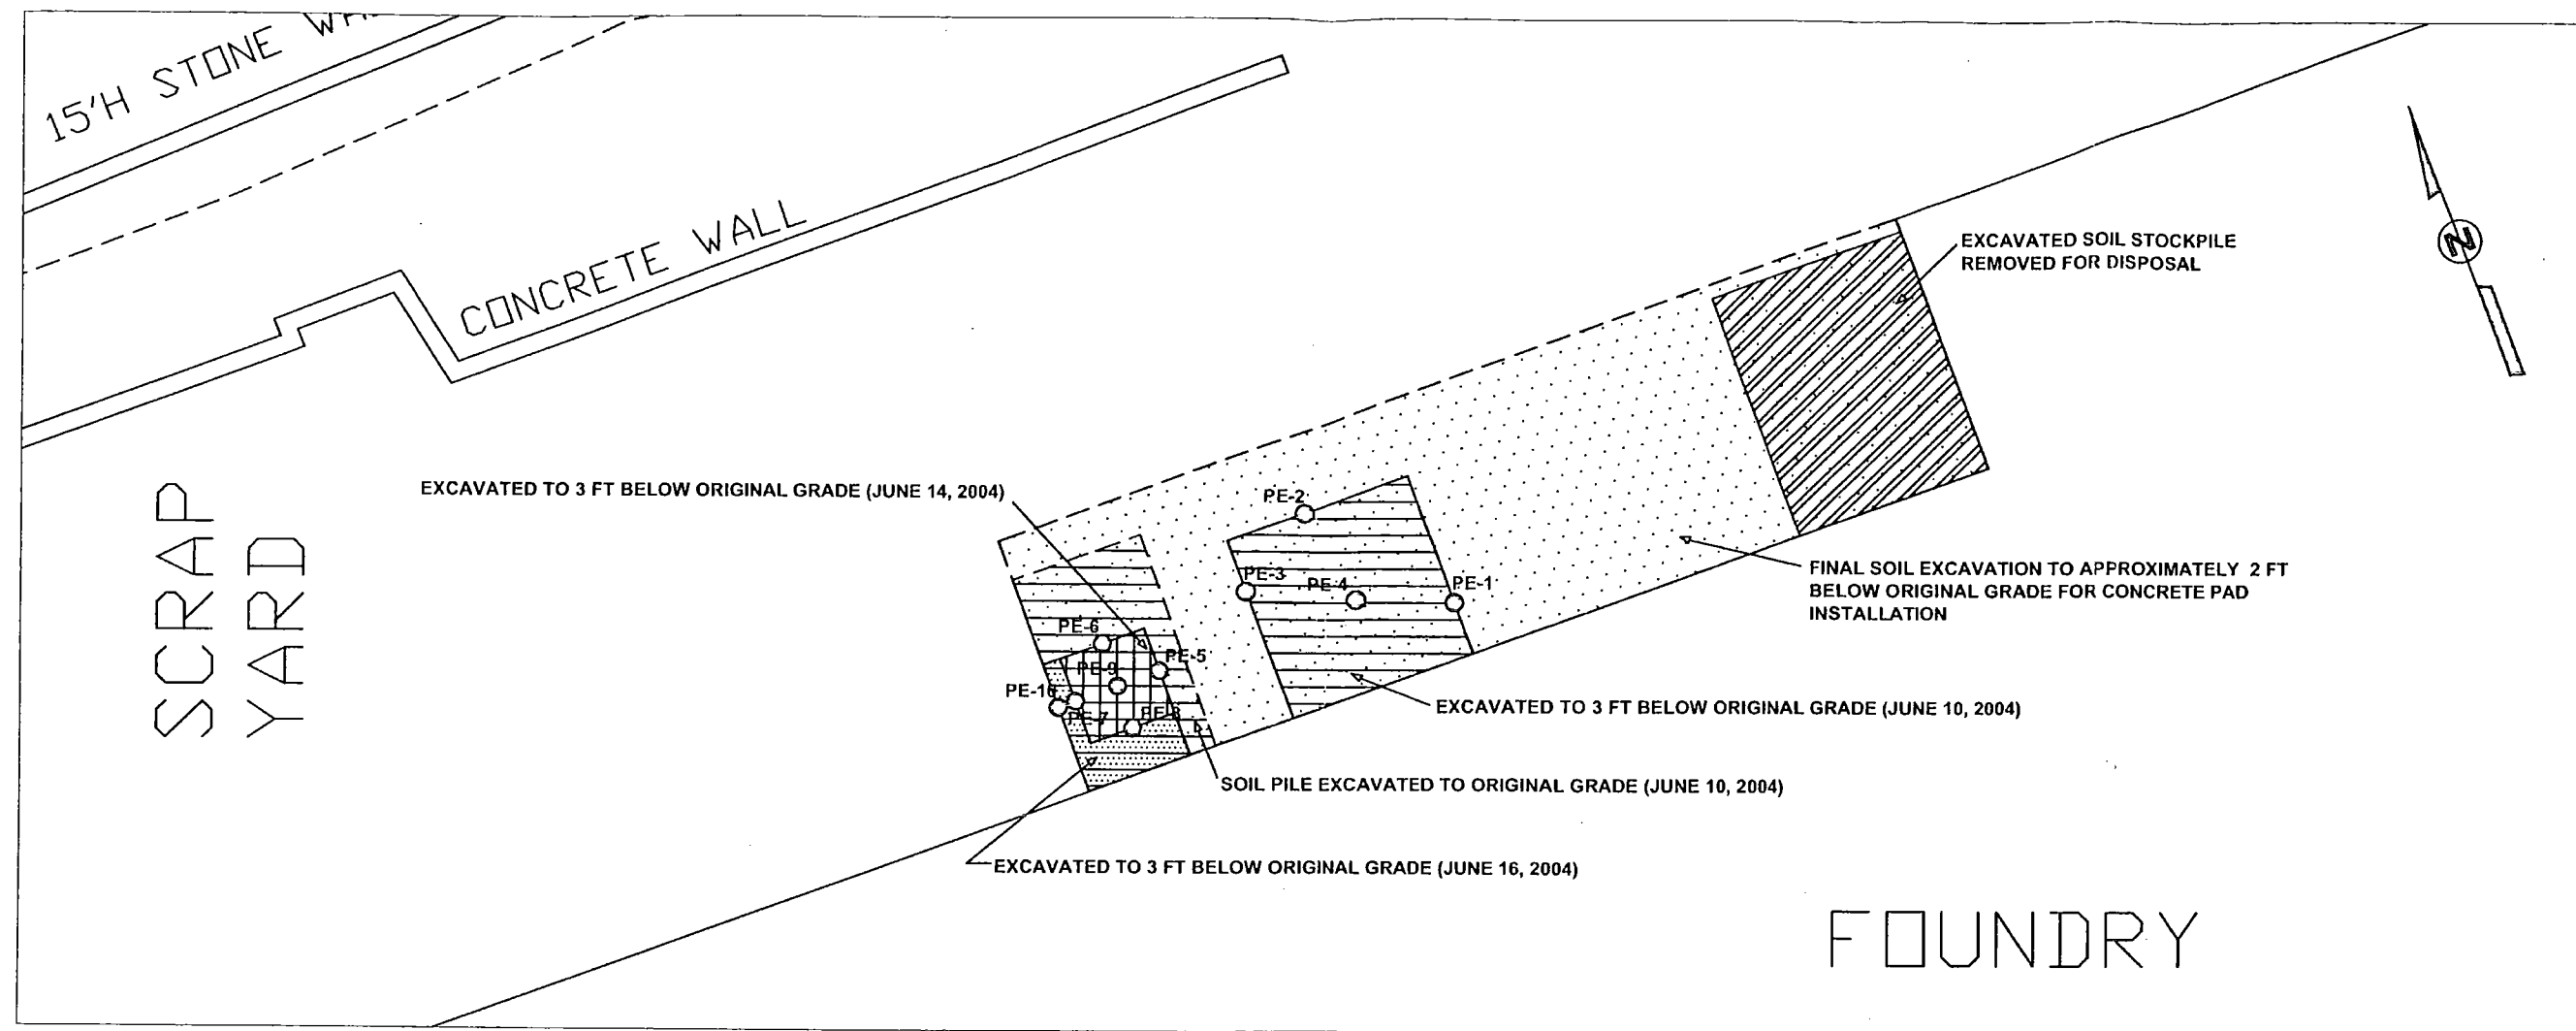 15'H STONE
CONCRETE WALL
EXCAVATED SOIL STOCKPILE
REMOVED FOR DISPOSAL
N
SCRAP
YARD
EXCAVATED TO 3 FT BELOW ORIGINAL GRADE (JUNE 14, 2004)
PE-2
PE-3
PE-4
PE-1
FINAL SOIL EXCAVATION TO APPROXIMATELY 2 FT
BELOW ORIGINAL GRADE FOR CONCRETE PAD
INSTALLATION
PE-6
PE-5
PE-9
PE-10
PE-7
PE-8
EXCAVATED TO 3 FT BELOW ORIGINAL GRADE (JUNE 10, 2004)
SOIL PILE EXCAVATED TO ORIGINAL GRADE (JUNE 10, 2004)
EXCAVATED TO 3 FT BELOW ORIGINAL GRADE (JUNE 16, 2004)
FOUNDRY